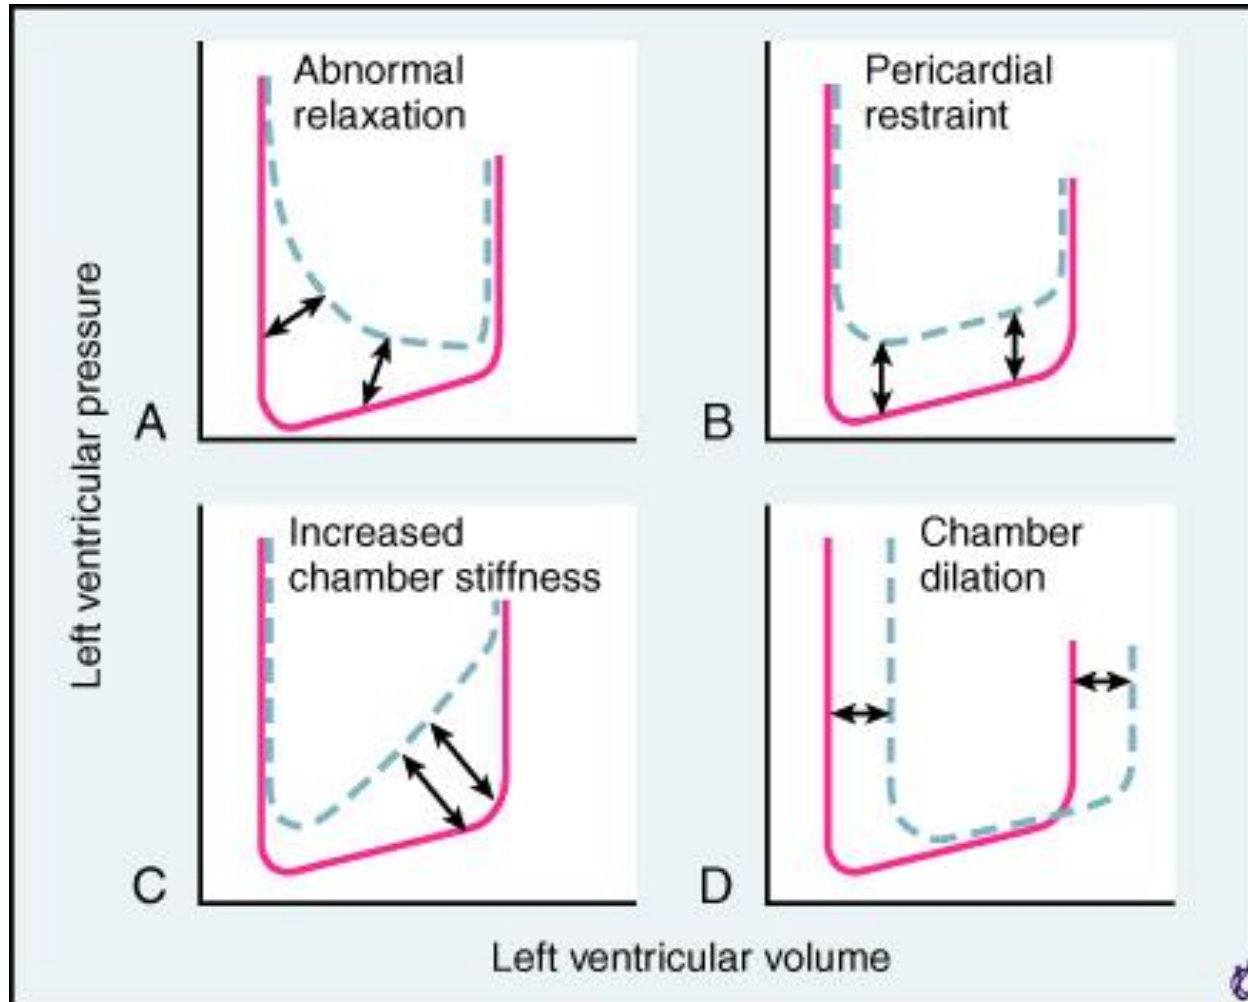 Abnormal
relaxation
A
Pericardial
restraint
B
Left ventricular pressure
Increased
chamber stiffness
C
Chamber
dilation
D
Left ventricular volume